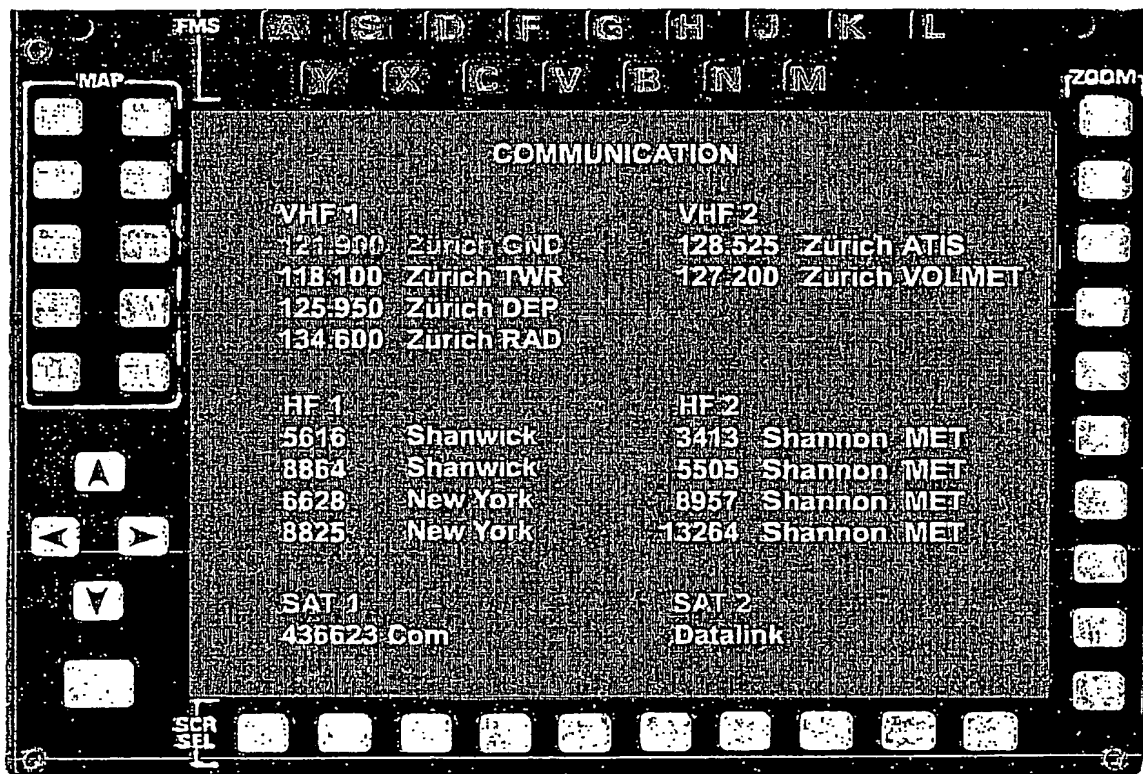 FMS A S D F G H J K L
Y X C V B N M
MAP
ZOOM
COMMUNICATION
VHF 1 VHF 2
121.900 Zürich GND 128.525 Zürich ATIS
118.100 Zürich TWR 127.200 Zürich VOLMET
125.950 Zürich DEP
134.600 Zürich RAD
HF 1 HF 2
5616 Shanwick 3413 Shannon MET
8864 Shanwick 5505 Shannon MET
6628 New York 8957 Shannon MET
8825 New York 13264 Shannon MET
SAT 1 SAT 2
436623 Com Datalink
SCR
SEL